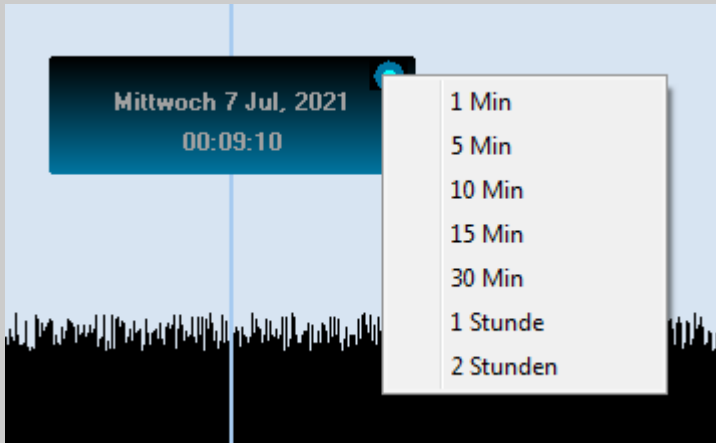 Mittwoch 7 Jul, 2021
00:09:10
1 Min
5 Min
10 Min
15 Min
30 Min
1 Stunde
2 Stunden